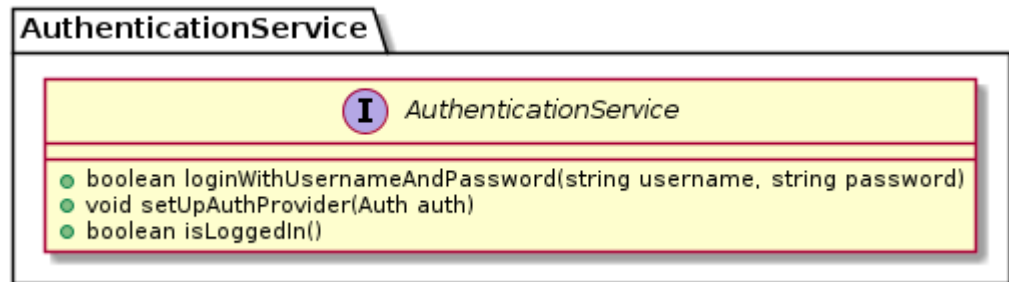 AuthenticationService
I AuthenticationService
boolean loginWithUsernameAndPassword(string username, string password)
void setUpAuthProvider(Auth auth)
boolean isLoggedIn()